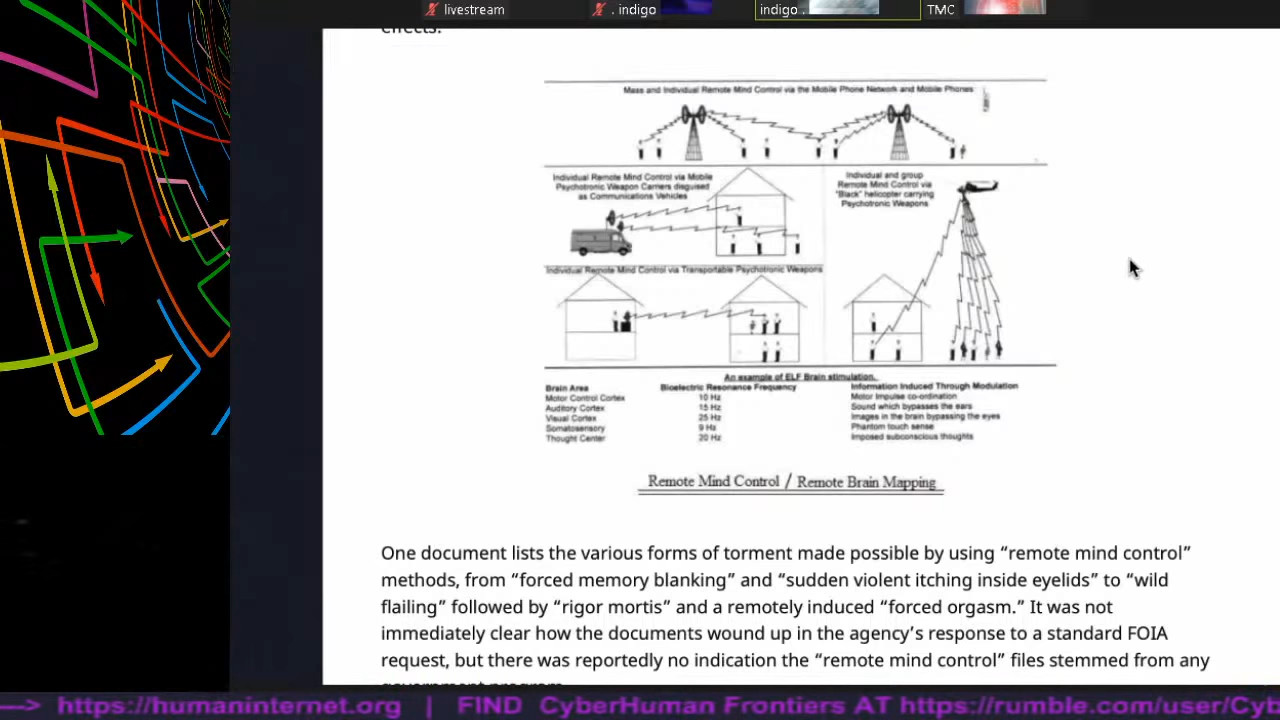 livestream
. indigo
indigo .
TMC
effects.
Mass and Individual Remote Mind Control via the Mobile Phone Network and Mobile Phones
Individual Remote Mind Control via Mobile
Psychotronic Weapon Carriers disguised
as Communications Vehicles
Individual and group
Remote Mind Control via
"Black" helicopter carrying
Psychotronic Weapons
Individual Remote Mind Control via Transportable Psychotronic Weapons
An example of ELF Brain stimulation.
Brain Area Bioelectric Resonance Frequency Information Induced Through Modulation
Motor Control Cortex 10 Hz Motor Impulse co-ordination
Auditory Cortex 15 Hz Sound which bypasses the ears
Visual Cortex 25 Hz Images in the brain bypassing the eyes
Somatosensory 9 Hz Phantom touch sense
Thought Center 20 Hz Imposed subconscious thoughts
Remote Mind Control / Remote Brain Mapping
One document lists the various forms of torment made possible by using “remote mind control”
methods, from “forced memory blanking” and “sudden violent itching inside eyelids” to “wild
flailing” followed by “rigor mortis” and a remotely induced “forced orgasm.” It was not
immediately clear how the documents wound up in the agency’s response to a standard FOIA
request, but there was reportedly no indication the “remote mind control” files stemmed from any
government program.
—> https://humaninternet.org | FIND CyberHuman Frontiers AT https://rumble.com/user/Cyb